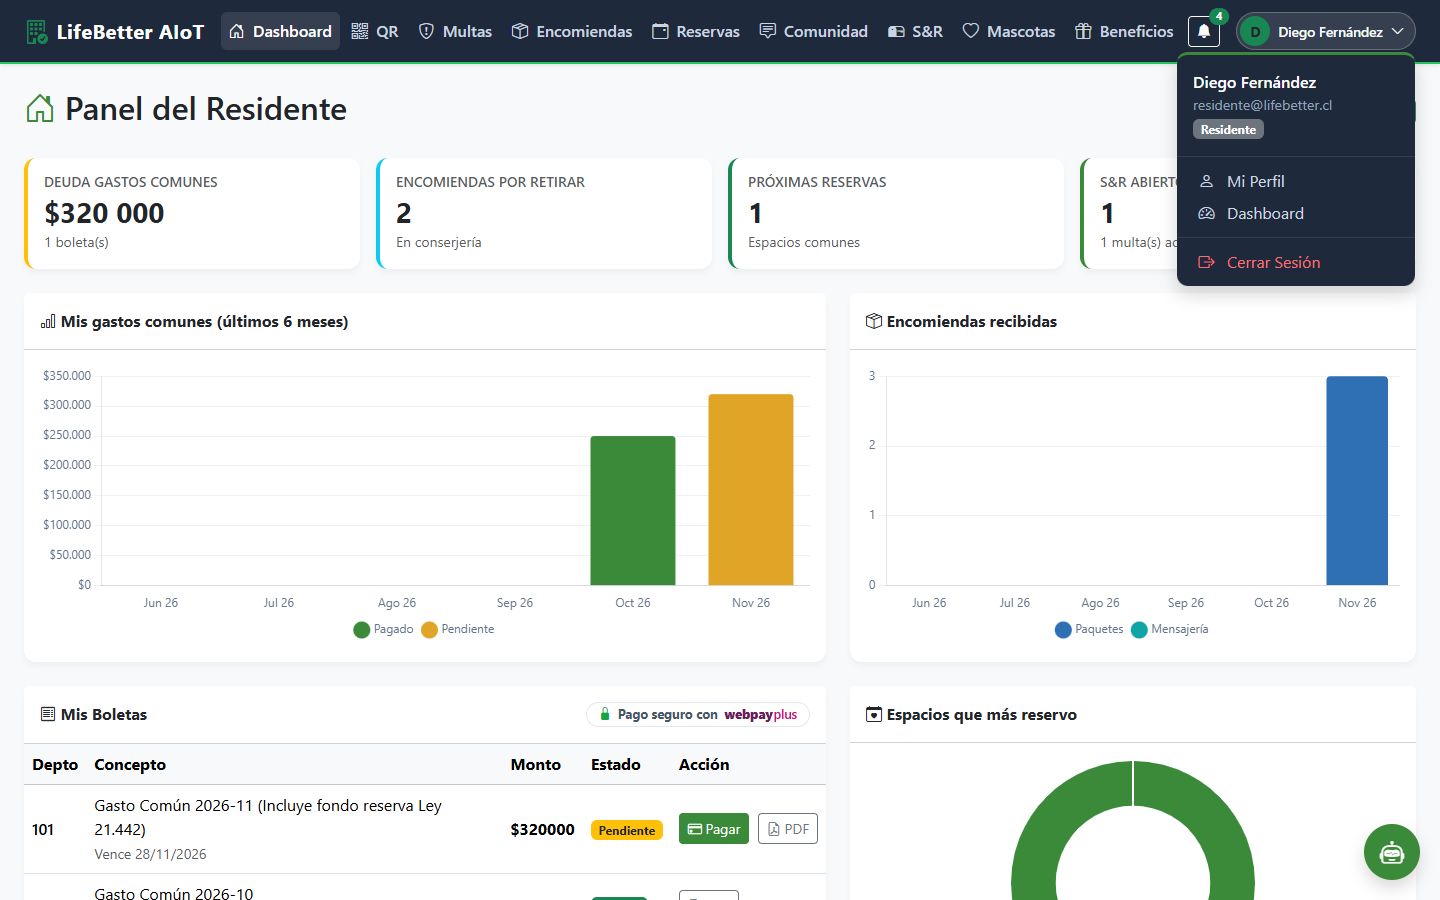 LifeBetter AIoT
Dashboard
QR
Multas
Encomiendas
Reservas
Comunidad
S&R
Mascotas
Beneficios
4
D
Diego Fernández
Diego Fernández
residente@lifebetter.cl
Residente
Mi Perfil
Dashboard
Cerrar Sesión
Panel del Residente
DEUDA GASTOS COMUNES
$320 000
1 boleta(s)
ENCOMIENDAS POR RETIRAR
2
En conserjería
PRÓXIMAS RESERVAS
1
Espacios comunes
S&R
1
1 multa(s)
Mis gastos comunes (últimos 6 meses)
$350.000
$300.000
$250.000
$200.000
$150.000
$100.000
$50.000
$0
Jun 26
Jul 26
Ago 26
Sep 26
Oct 26
Nov 26
Pagado
Pendiente
Encomiendas recibidas
3
2
1
0
Jun 26
Jul 26
Ago 26
Sep 26
Oct 26
Nov 26
Paquetes
Mensajería
Mis Boletas
Pago seguro con webpayplus
Depto Concepto Monto Estado Acción
Gasto Común 2026-11 (Incluye fondo reserva Ley
21.442)
Vence 28/11/2026
101
$320000
Pendiente
Pagar
PDF
Gasto Común 2026-10
Espacios que más reservo